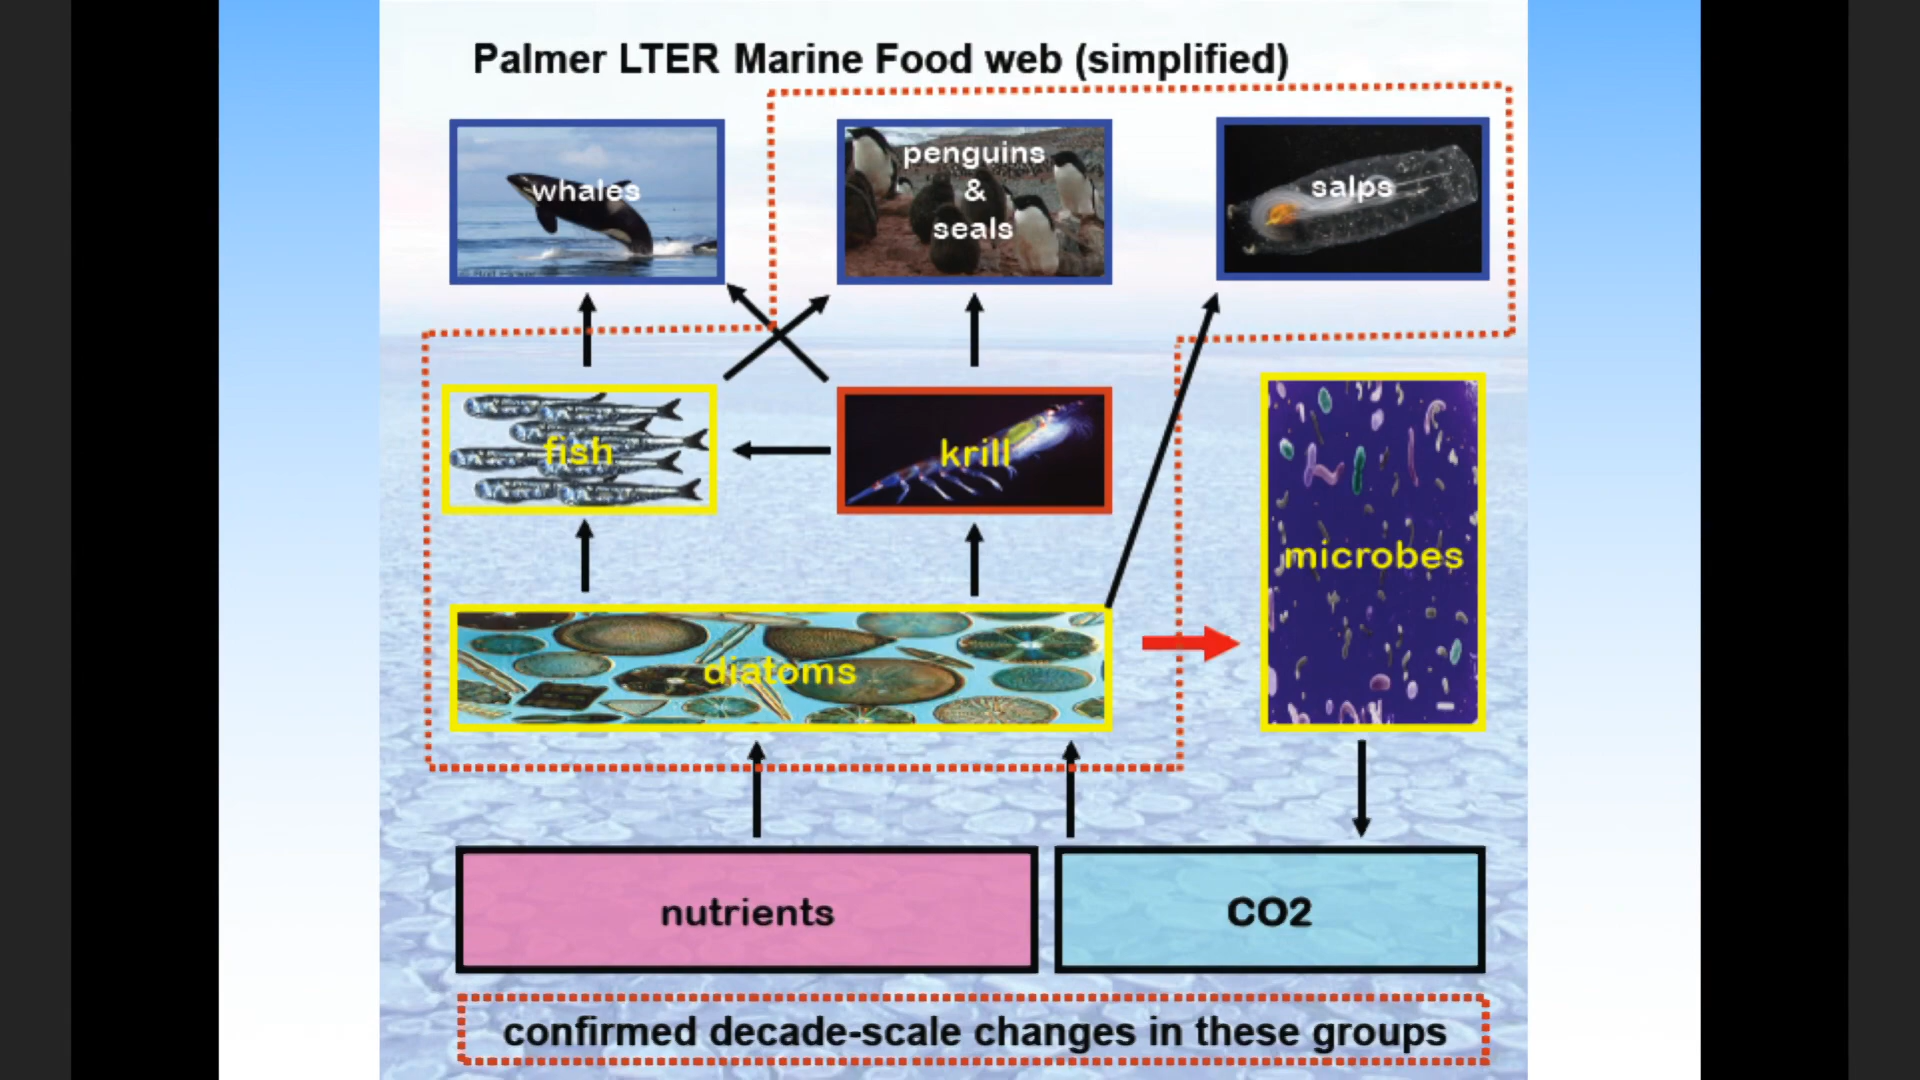 Palmer LTER Marine Food web (simplified)
whales
penguins
&
seals
salps
fish
krill
microbes
diatoms
nutrients
CO2
confirmed decade-scale changes in these groups